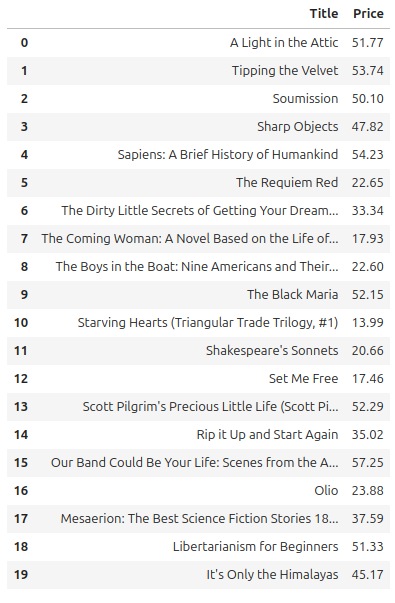 Title Price
0 A Light in the Attic 51.77
1 Tipping the Velvet 53.74
2 Soumission 50.10
3 Sharp Objects 47.82
4 Sapiens: A Brief History of Humankind 54.23
5 The Requiem Red 22.65
6 The Dirty Little Secrets of Getting Your Dream... 33.34
7 The Coming Woman: A Novel Based on the Life of... 17.93
8 The Boys in the Boat: Nine Americans and Their... 22.60
9 The Black Maria 52.15
10 Starving Hearts (Triangular Trade Trilogy, #1) 13.99
11 Shakespeare's Sonnets 20.66
12 Set Me Free 17.46
13 Scott Pilgrim's Precious Little Life (Scott Pi... 52.29
14 Rip it Up and Start Again 35.02
15 Our Band Could Be Your Life: Scenes from the A... 57.25
16 Olio 23.88
17 Mesaerion: The Best Science Fiction Stories 18... 37.59
18 Libertarianism for Beginners 51.33
19 It's Only the Himalayas 45.17